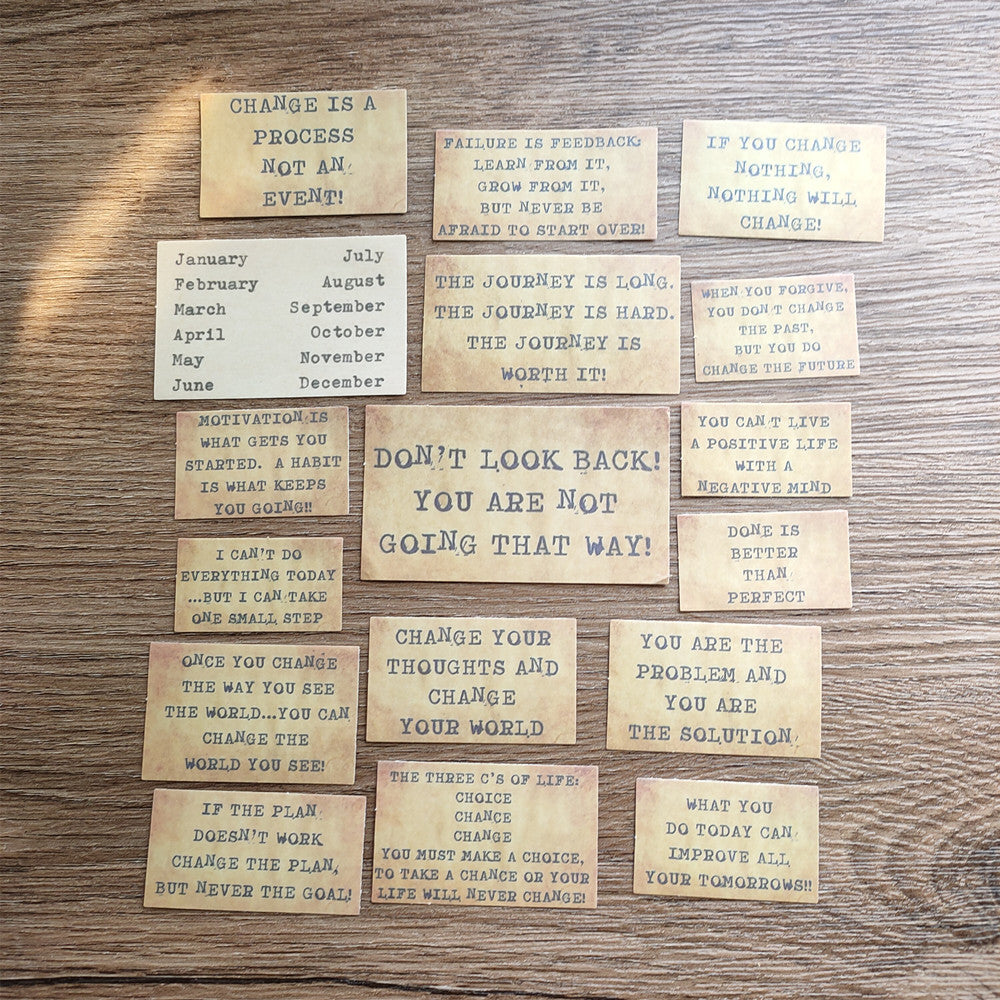 CHANGE IS A
PROCESS
NOT AN
EVENT!
FAILURE IS FEEDBACK:
LEARN FROM IT,
GROW FROM IT,
BUT NEVER BE
AFRAID TO START OVER!
IF YOU CHANGE
NOTHING,
NOTHING WILL
CHANGE!
January July
February August
March September
April October
May November
June December
THE JOURNEY IS LONG.
THE JOURNEY IS HARD.
THE JOURNEY IS
WORTH IT!
WHEN YOU FORGIVE,
YOU DON'T CHANGE
THE PAST,
BUT YOU DO
CHANGE THE FUTURE
MOTIVATION IS
WHAT GETS YOU
STARTED. A HABIT
IS WHAT KEEPS
YOU GOING!!
DON'T LOOK BACK!
YOU ARE NOT
GOING THAT WAY!
YOU CAN'T LIVE
A POSITIVE LIFE
WITH A
NEGATIVE MIND
I CAN'T DO
EVERYTHING TODAY
...BUT I CAN TAKE
ONE SMALL STEP
DONE IS
BETTER
THAN
PERFECT
ONCE YOU CHANGE
THE WAY YOU SEE
THE WORLD...YOU CAN
CHANGE THE
WORLD YOU SEE!
CHANGE YOUR
THOUGHTS AND
CHANGE
YOUR WORLD
YOU ARE THE
PROBLEM AND
YOU ARE
THE SOLUTION
IF THE PLAN
DOESN'T WORK
CHANGE THE PLAN,
BUT NEVER THE GOAL!
THE THREE C'S OF LIFE:
CHOICE
CHANCE
CHANGE
YOU MUST MAKE A CHOICE,
TO TAKE A CHANCE OR YOUR
LIFE WILL NEVER CHANGE!
WHAT YOU
DO TODAY CAN
IMPROVE ALL
YOUR TOMORROWS!!